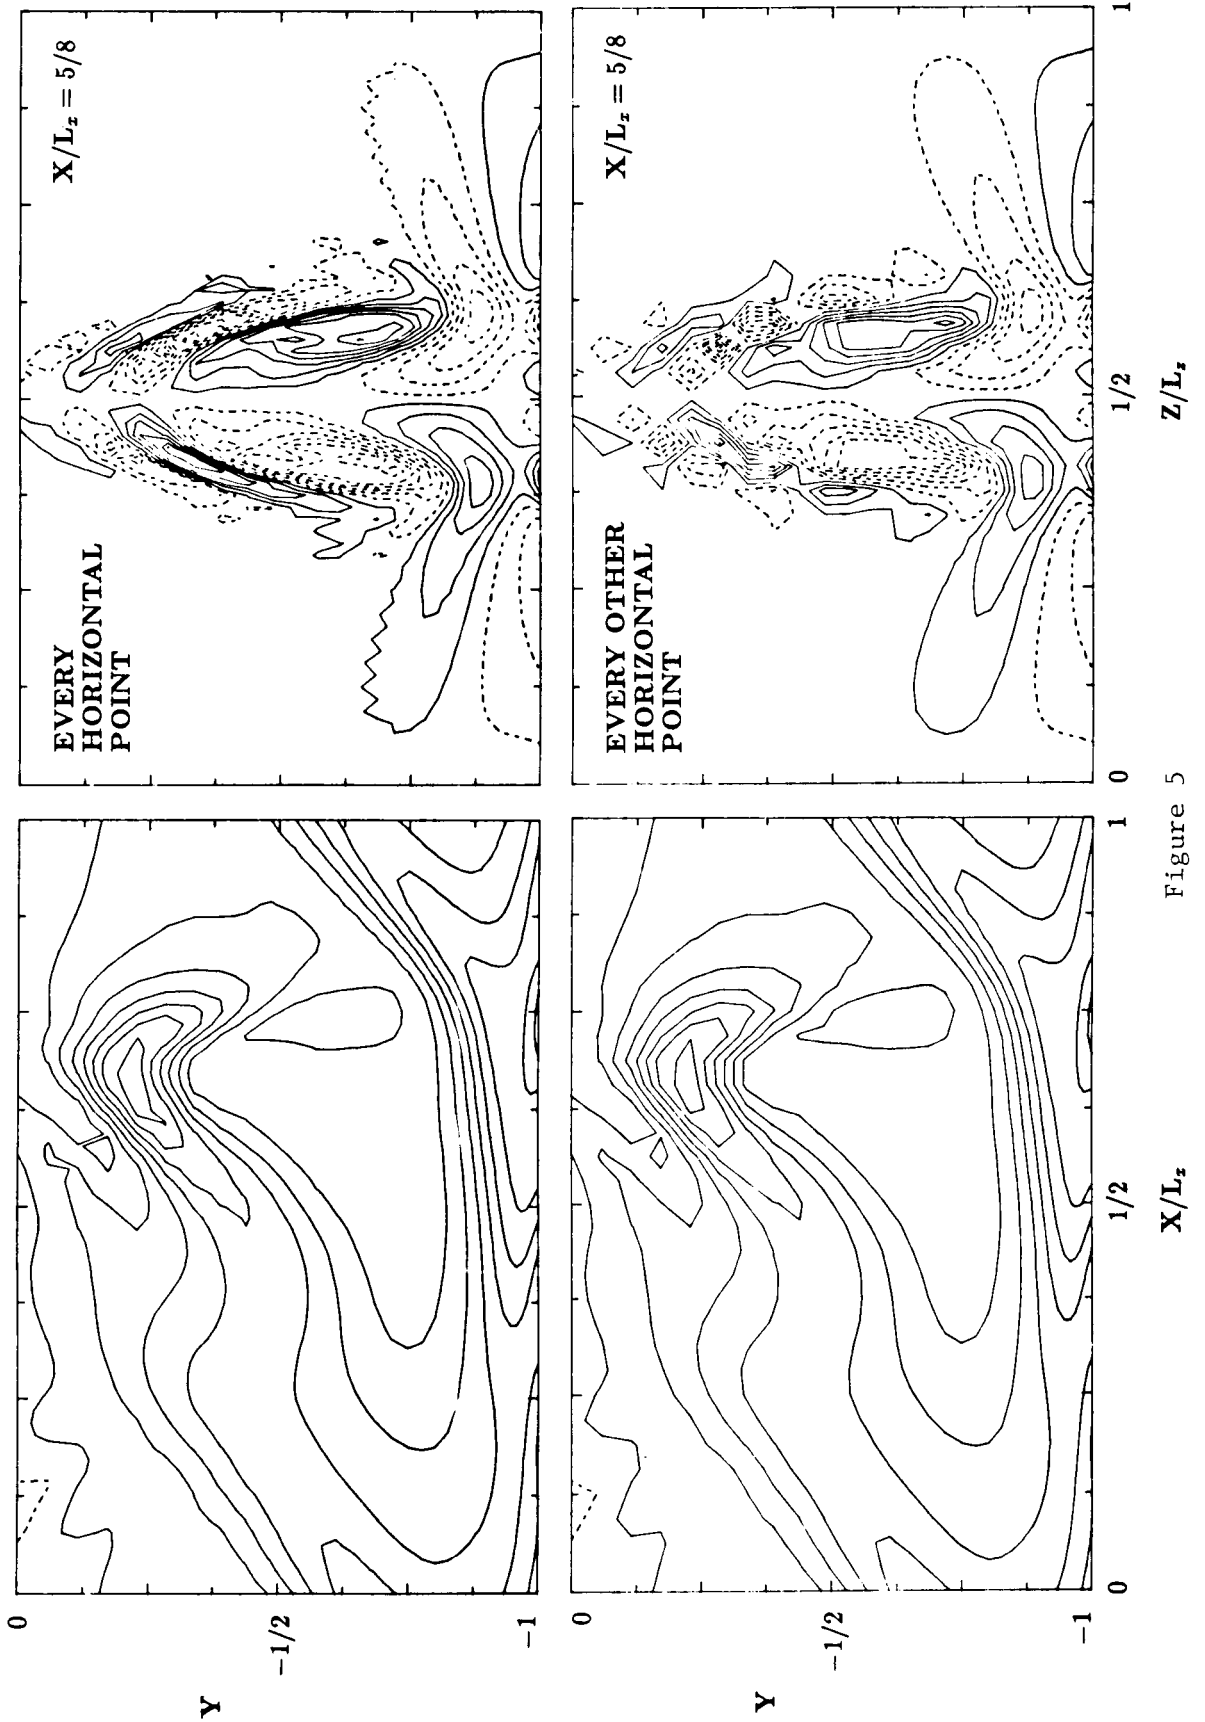 EVERY
HORIZONTAL
POINT
X/Lₓ = 5/8
0
Y
−1/2
−1
EVERY OTHER
HORIZONTAL
POINT
X/Lₓ = 5/8
0
Y
−1/2
−1
0
1/2
1
X/Lₓ
0
1/2
1
Z/L_z
Figure 5